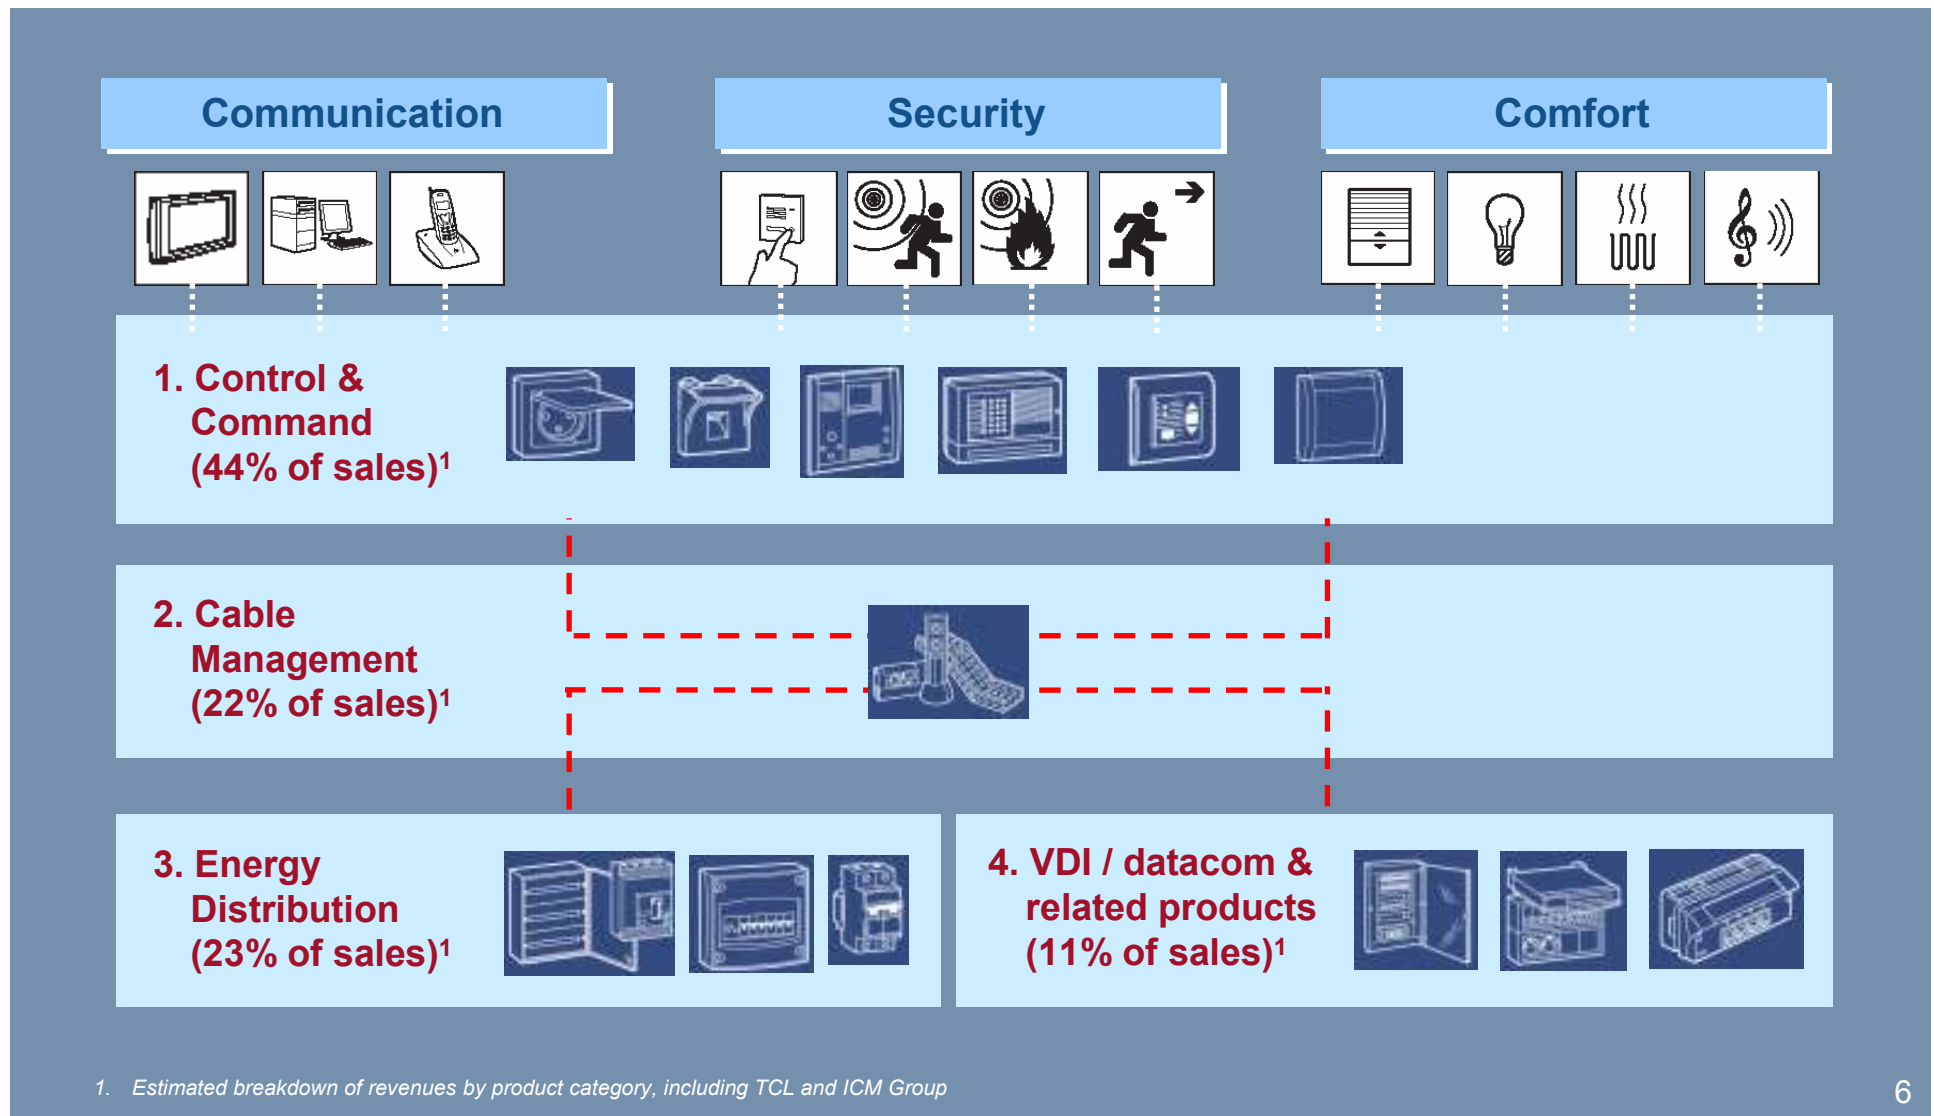 Communication
Security
Comfort
1. Control &
Command
(44% of sales)1
2. Cable
Management
(22% of sales)1
3. Energy
Distribution
(23% of sales)1
4. VDI / datacom &
related products
(11% of sales)1
1. Estimated breakdown of revenues by product category, including TCL and ICM Group
6